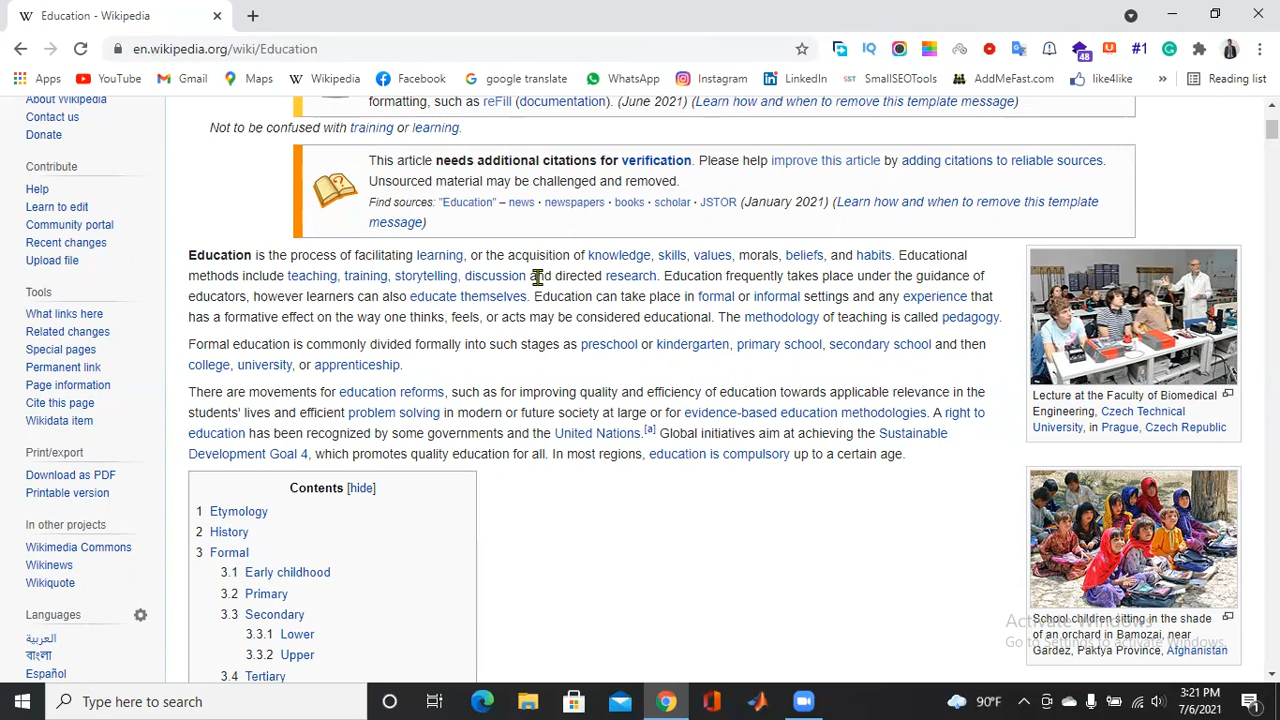 Education - Wikipedia
en.wikipedia.org/wiki/Education
48
#1
Apps YouTube Gmail Maps Wikipedia Facebook google translate WhatsApp Instagram LinkedIn SmallSEOTools AddMeFast.com like4like » Reading list
About Wikipedia
Contact us
Donate
Contribute
Help
Learn to edit
Community portal
Recent changes
Upload file
Tools
What links here
Related changes
Special pages
Permanent link
Page information
Cite this page
Wikidata item
Print/export
Download as PDF
Printable version
In other projects
Wikimedia Commons
Wikinews
Wikiquote
Languages
العربية
বাংলা
Español
formatting, such as reFill (documentation). (June 2021) (Learn how and when to remove this template message)
Not to be confused with training or learning.
This article needs additional citations for verification. Please help improve this article by adding citations to reliable sources.
Unsourced material may be challenged and removed.
Find sources: "Education" – news · newspapers · books · scholar · JSTOR (January 2021) (Learn how and when to remove this template
message)
Education is the process of facilitating learning, or the acquisition of knowledge, skills, values, morals, beliefs, and habits. Educational
methods include teaching, training, storytelling, discussion and directed research. Education frequently takes place under the guidance of
educators, however learners can also educate themselves. Education can take place in formal or informal settings and any experience that
has a formative effect on the way one thinks, feels, or acts may be considered educational. The methodology of teaching is called pedagogy.
Formal education is commonly divided formally into such stages as preschool or kindergarten, primary school, secondary school and then
college, university, or apprenticeship.
There are movements for education reforms, such as for improving quality and efficiency of education towards applicable relevance in the
students' lives and efficient problem solving in modern or future society at large or for evidence-based education methodologies. A right to
education has been recognized by some governments and the United Nations.[a] Global initiatives aim at achieving the Sustainable
Development Goal 4, which promotes quality education for all. In most regions, education is compulsory up to a certain age.
Contents [hide]
1 Etymology
2 History
3 Formal
3.1 Early childhood
3.2 Primary
3.3 Secondary
3.3.1 Lower
3.3.2 Upper
3.4 Tertiary
Lecture at the Faculty of Biomedical
Engineering, Czech Technical
University, in Prague, Czech Republic
School children sitting in the shade
of an orchard in Bamozai, near
Gardez, Paktya Province, Afghanistan
Activate Windows
Go to Settings to activate Windows.
Type here to search
90°F
3:21 PM
7/6/2021